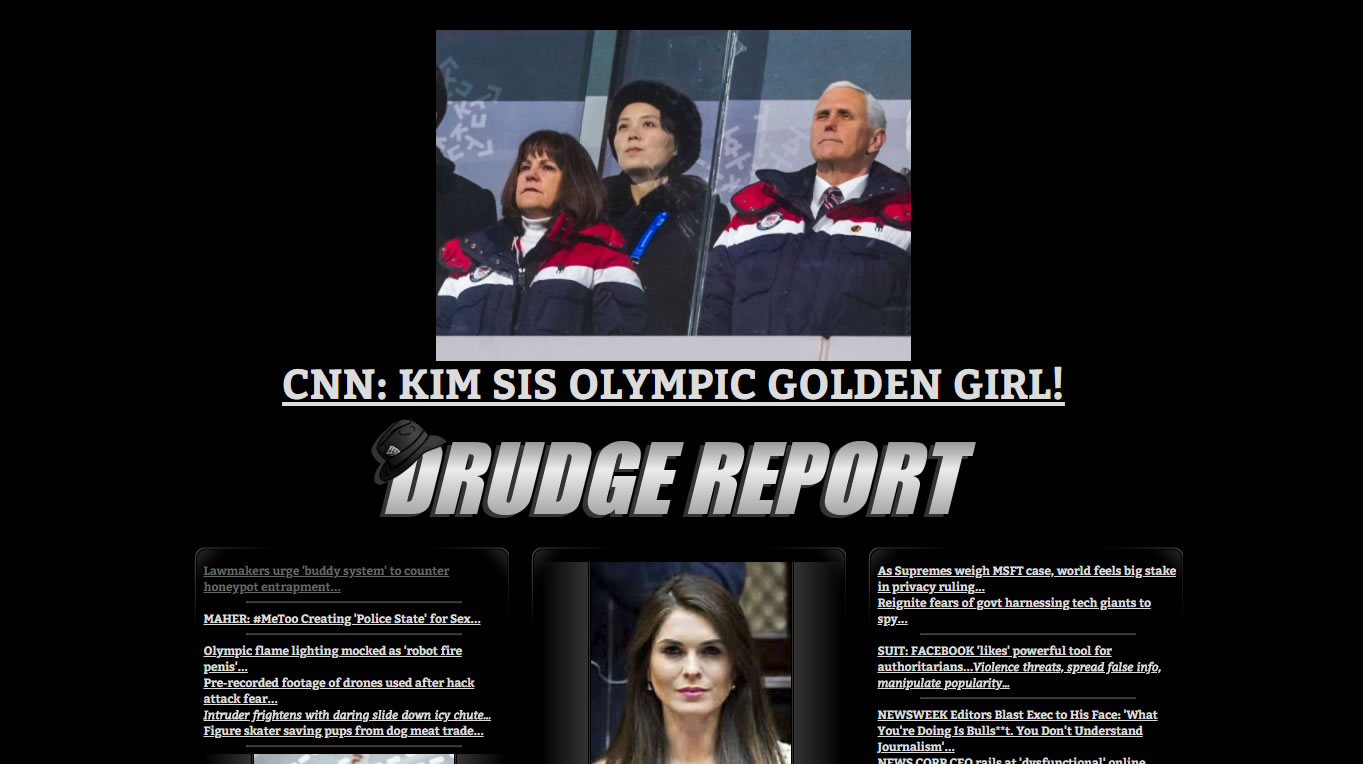 CNN: KIM SIS OLYMPIC GOLDEN GIRL!
DRUDGE REPORT
Lawmakers urge 'buddy system' to counter
honeypot entrapment...
MAHER: #MeToo Creating 'Police State' for Sex...
Olympic flame lighting mocked as 'robot fire
penis'...
Pre-recorded footage of drones used after hack
attack fear...
Intruder frightens with daring slide down icy chute...
Figure skater saving pups from dog meat trade...
As Supremes weigh MSFT case, world feels big stake
in privacy ruling...
Reignite fears of govt harnessing tech giants to
spy...
SUIT: FACEBOOK 'likes' powerful tool for
authoritarians...Violence threats, spread false info,
manipulate popularity...
NEWSWEEK Editors Blast Exec to His Face: 'What
You're Doing Is Bulls**t. You Don't Understand
Journalism'...
NEWS CORP CEO rails at 'dysfunctional' online